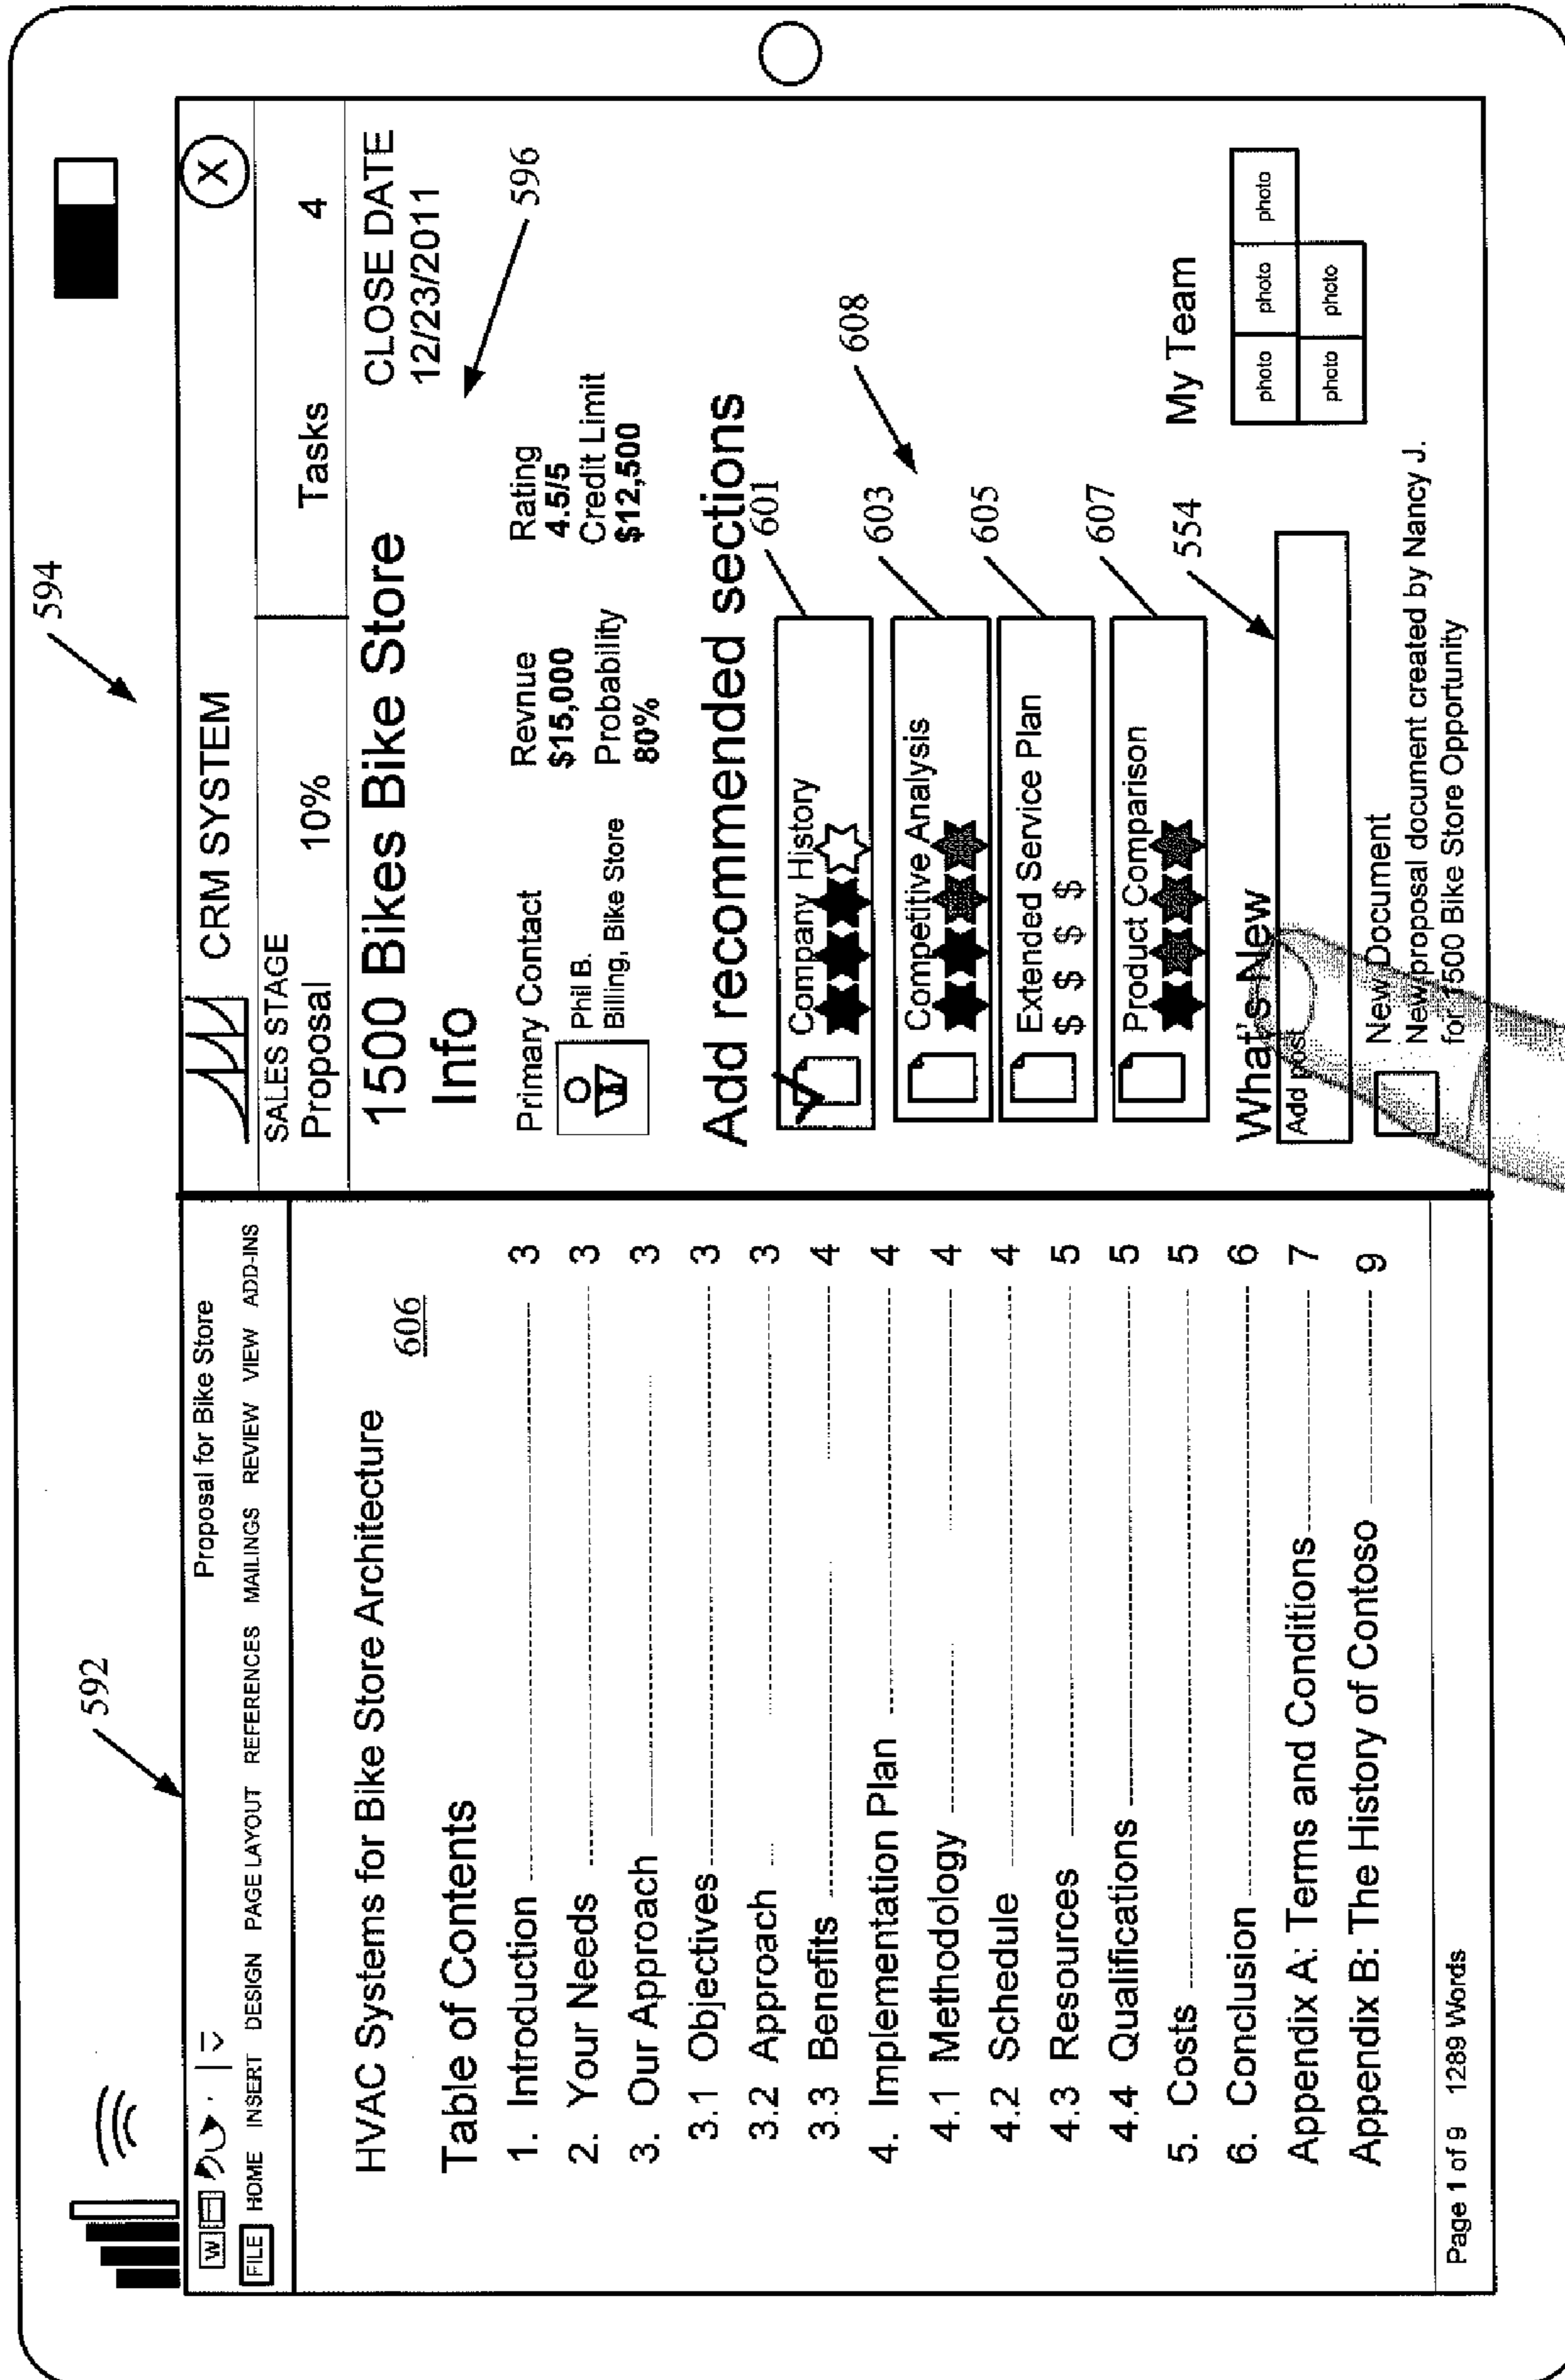 592
594
W
Proposal for Bike Store
FILE HOME INSERT DESIGN PAGE LAYOUT REFERENCES MAILINGS REVIEW VIEW ADD-INS
HVAC Systems for Bike Store Architecture
606
Table of Contents
1. Introduction 3
2. Your Needs 3
3. Our Approach 3
3.1 Objectives 3
3.2 Approach 3
3.3 Benefits 4
4. Implementation Plan 4
4.1 Methodology 4
4.2 Schedule 4
4.3 Resources 5
4.4 Qualifications 5
5. Costs 5
6. Conclusion 6
Appendix A: Terms and Conditions 7
Appendix B: The History of Contoso 9
Page 1 of 9 1289 Words
CRM SYSTEM
X
SALES STAGE
Proposal 10% Tasks 4
1500 Bikes Bike Store
CLOSE DATE
12/23/2011
Info
596
Primary Contact
Phil B.
Billing, Bike Store
Revnue
$15,000
Probability
80%
Rating
4.5/5
Credit Limit
$12,500
Add recommended sections
601
Company History
608
603
Competitive Analysis
605
Extended Service Plan
$ $ $ $
607
Product Comparison
554
What's New
Add post
My Team
photo photo photo
photo photo
New Document
New proposal document created by Nancy J.
for 1500 Bike Store Opportunity